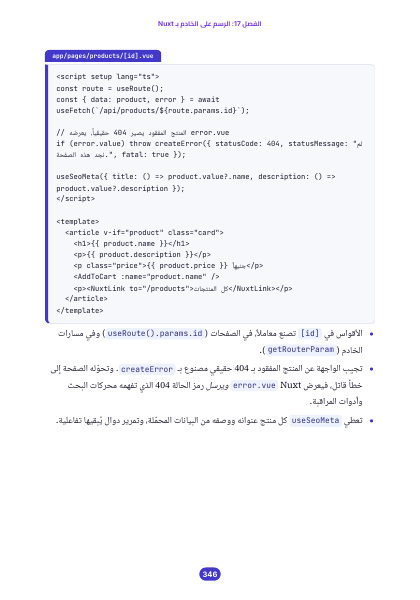 الفصل 17: الرسم على الخادم بـ Nuxt
app/pages/products/[id].vue
<script setup lang="ts">
const route = useRoute();
const { data: product, error } = await
useFetch(`/api/products/${route.params.id}`);
// المنتج المفقود يصير 404 حقيقياً، يعرضه error.vue
if (error.value) throw createError({ statusCode: 404, statusMessage: "لم
نجد هذه الصفحة.", fatal: true });
useSeoMeta({ title: () => product.value?.name, description: () =>
product.value?.description });
</script>
<template>
<article v-if="product" class="card">
<h1>{{ product.name }}</h1>
<p>{{ product.description }}</p>
<p class="price">{{ product.price }} جنيها</p>
<AddToCart :name="product.name" />
<p><NuxtLink to="/products">كل المنتجات</NuxtLink></p>
</article>
</template>
الأقواس في [id] تصنع معاملاً، في الصفحات (useRoute().params.id) وفي مسارات
الخادم (getRouterParam).
تجيب الواجهة عن المنتج المفقود بـ 404 حقيقي مصنوع بـ createError، وتحوّله الصفحة إلى
خطأ قاتل، فيعرض Nuxt error.vue ويرسل رمز الحالة 404 الذي تفهمه محركات البحث
وأدوات المراقبة.
تعطي useSeoMeta كل منتج عنوانه ووصفه من البيانات المحمّلة، وتمرير دوال يُبقيها تفاعلية.
346